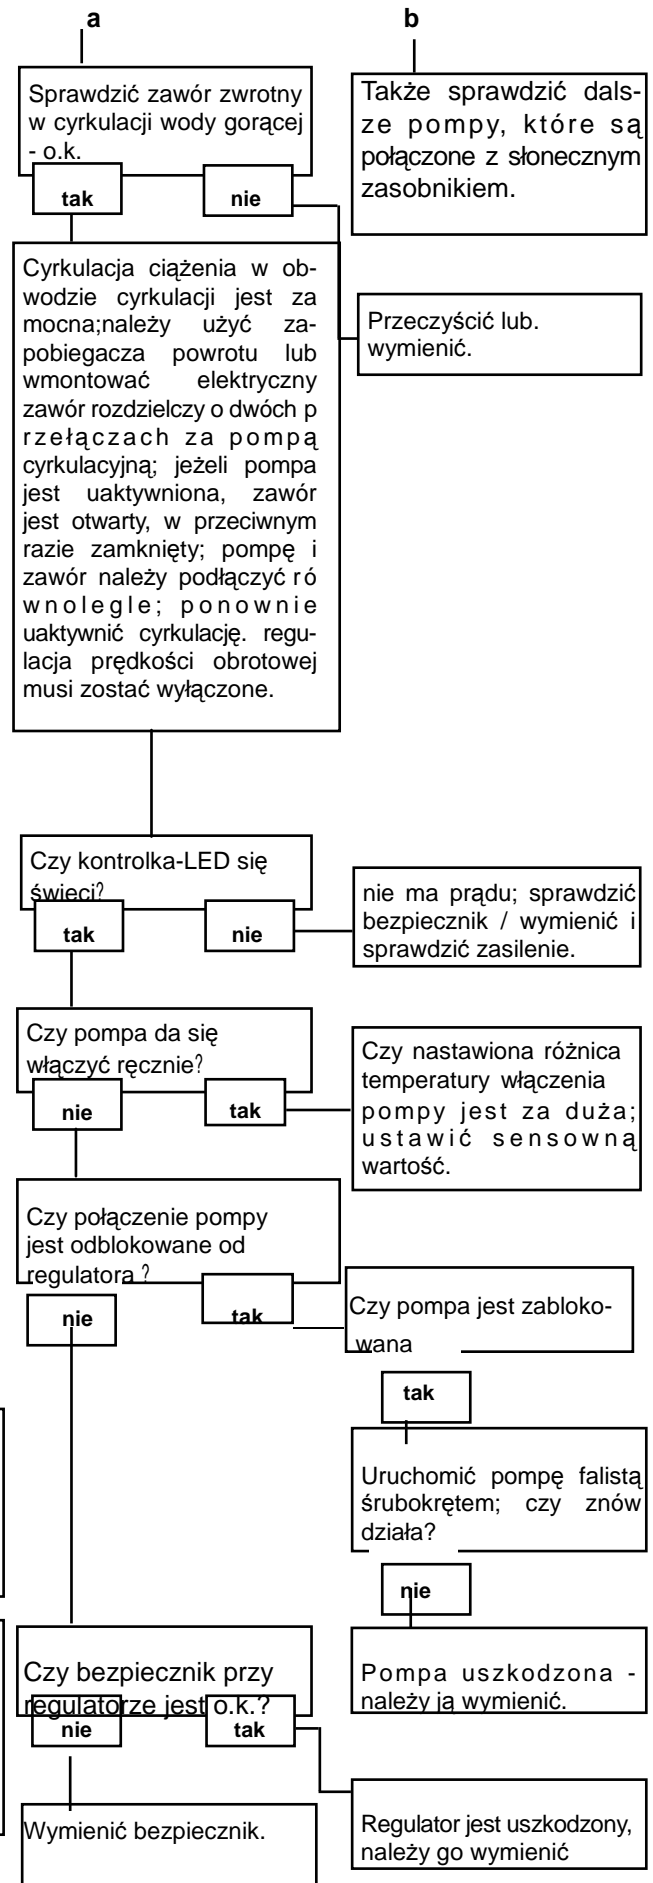 a
b
Sprawdzić zawór zwrotny
w cyrkulacji wody gorącej
- o.k.
tak
nie
Także sprawdzić dals-
ze pompy, które są
połączone z słonecznym
zasobnikiem.
Cyrkulacja ciążenia w ob-
wodzie cyrkulacji jest za
mocna;należy użyć za-
pobiegacza powrotu lub
wmontować elektryczny
zawór rozdzielczy o dwóch p
rzełączach za pompą
cyrkulacyjną; jeżeli pompa
jest uaktywniona, zawór
jest otwarty, w przeciwnym
razie zamknięty; pompę i
zawór należy podłączyć ró
wnolegle; ponownie
uaktywnić cyrkulację. regu-
lacja prędkości obrotowej
musi zostać wyłączone.
Przeczyścić lub.
wymienić.
Czy kontrolka-LED się
świeci?
tak
nie
nie ma prądu; sprawdzić
bezpiecznik / wymienić i
sprawdzić zasilenie.
Czy pompa da się
włączyć ręcznie?
nie
tak
Czy nastawiona różnica
temperatury włączenia
pompy jest za duża;
ustawić sensowną
wartość.
Czy połączenie pompy
jest odblokowane od
regulatora ?
nie
tak
Czy pompa jest zabloko-
wana
tak
Uruchomić pompę falistą
śrubokrętem; czy znów
działa?
nie
Pompa uszkodzona -
należy ją wymienić.
Czy bezpiecznik przy
regulatorze jest o.k.?
nie
tak
Wymienić bezpiecznik.
Regulator jest uszkodzony,
należy go wymienić